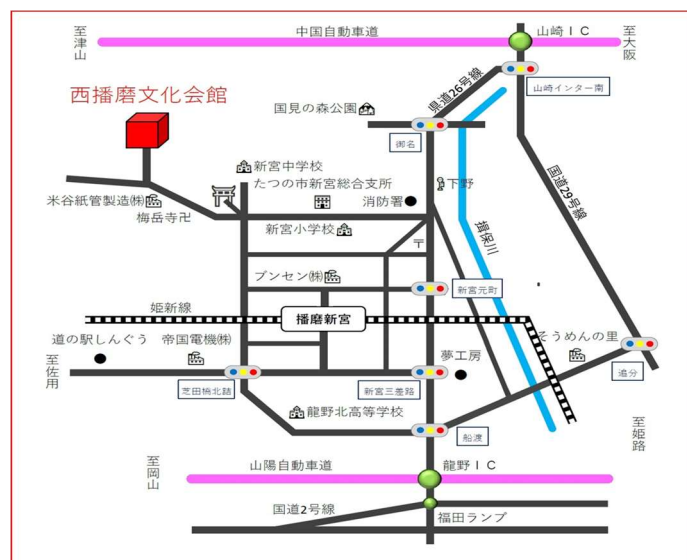 至津山
中国自動車道
山崎IC
至大阪
西播磨文化会館
県道26号線
山崎インター南
国見の森公園
御名
新宮中学校
国道29号線
たつの市新宮総合支所
下野
米谷紙管製造㈱
消防署
梅岳寺卍
新宮小学校
〒
揖保川
ブンセン㈱
新宮元町
姫新線
播磨新宮
道の駅しんぐう
帝国電機㈱
そうめんの里
至佐用
夢工房
追分
芝田橋北詰
新宮三差路
龍野北高等学校
船渡
至姫路
至岡山
山陽自動車道
龍野IC
国道2号線
福田ランプ